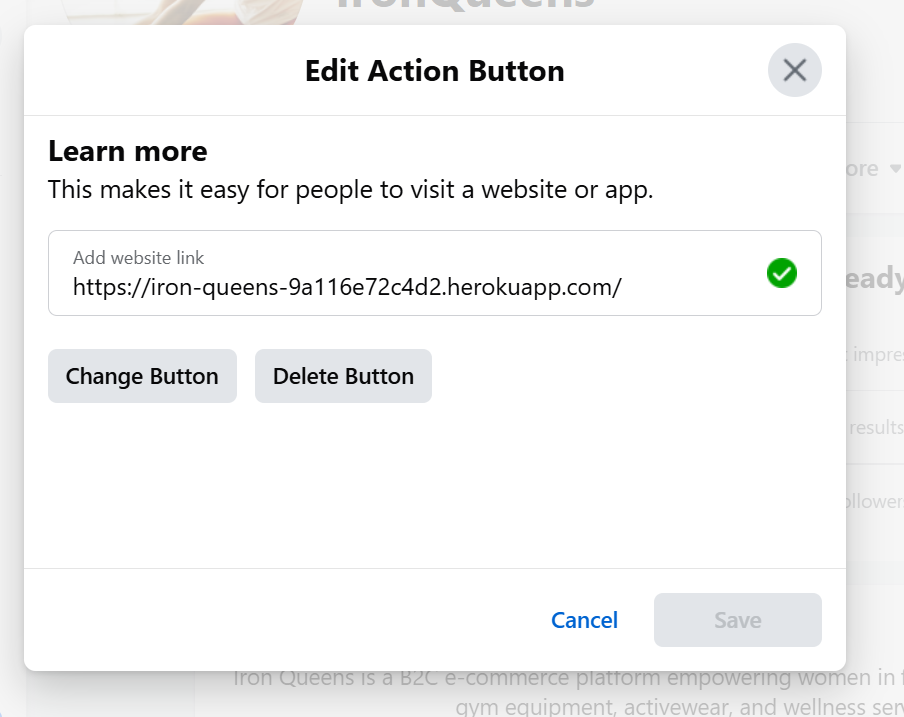 IronQueens
Edit Action Button
Learn more
This makes it easy for people to visit a website or app.
Add website link
https://iron-queens-9a116e72c4d2.herokuapp.com/
Change Button
Delete Button
Cancel
Save
ore
eady
impres
results
ollowers
Iron Queens is a B2C e-commerce platform empowering women in f
gym equipment, activewear, and wellness serv